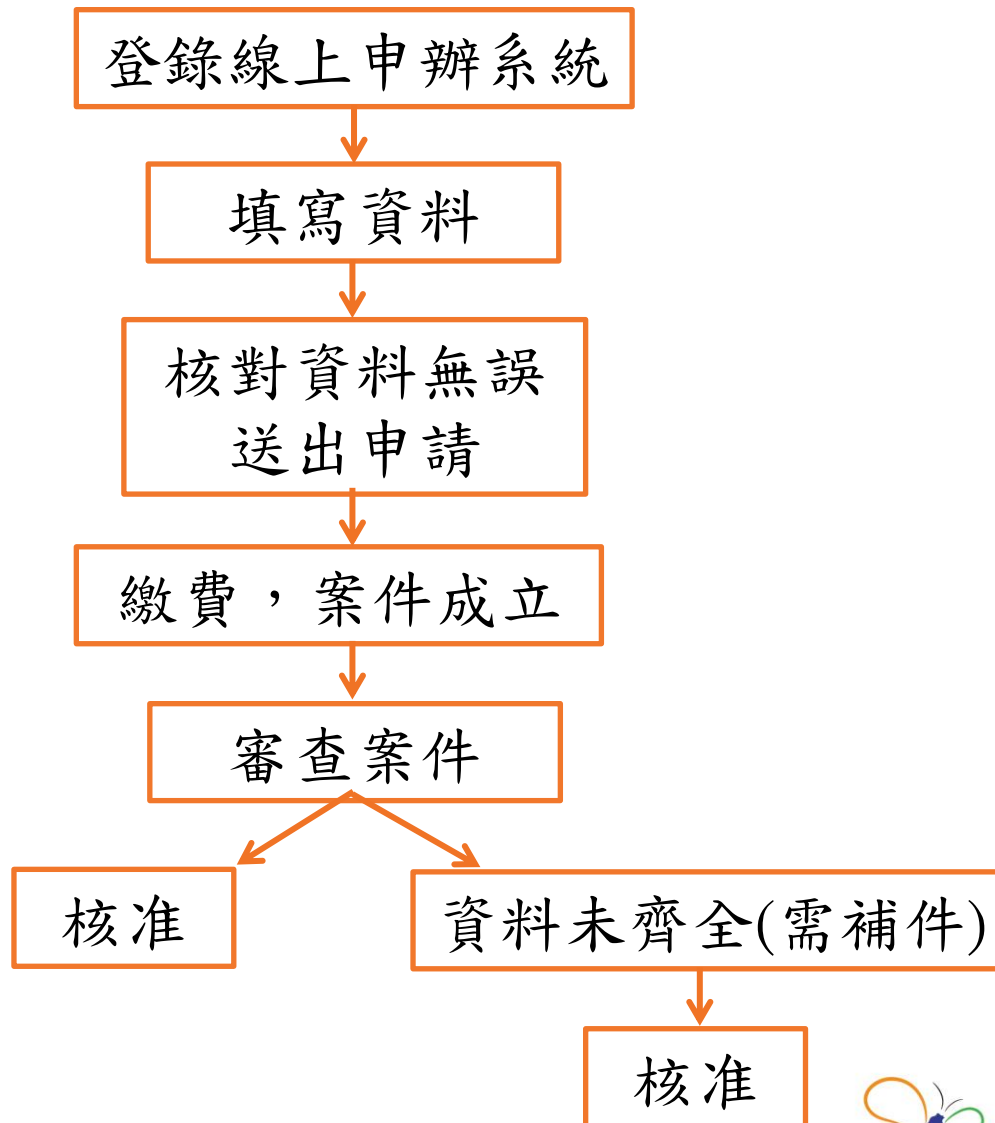 登錄線上申辦系統
填寫資料
核對資料無誤
送出申請
繳費，案件成立
審查案件
核准
資料未齊全(需補件)
核准